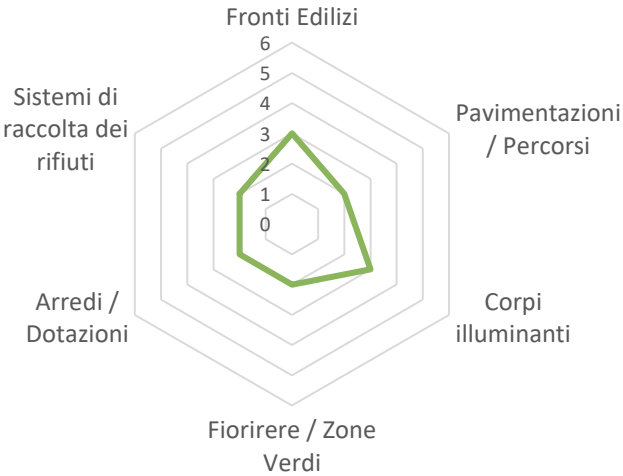 Fronti Edilizi
6
5
4
3
2
1
0
Pavimentazioni
/ Percorsi
Corpi
illuminanti
Fiorirere / Zone
Verdi
Arredi /
Dotazioni
Sistemi di
raccolta dei
rifiuti